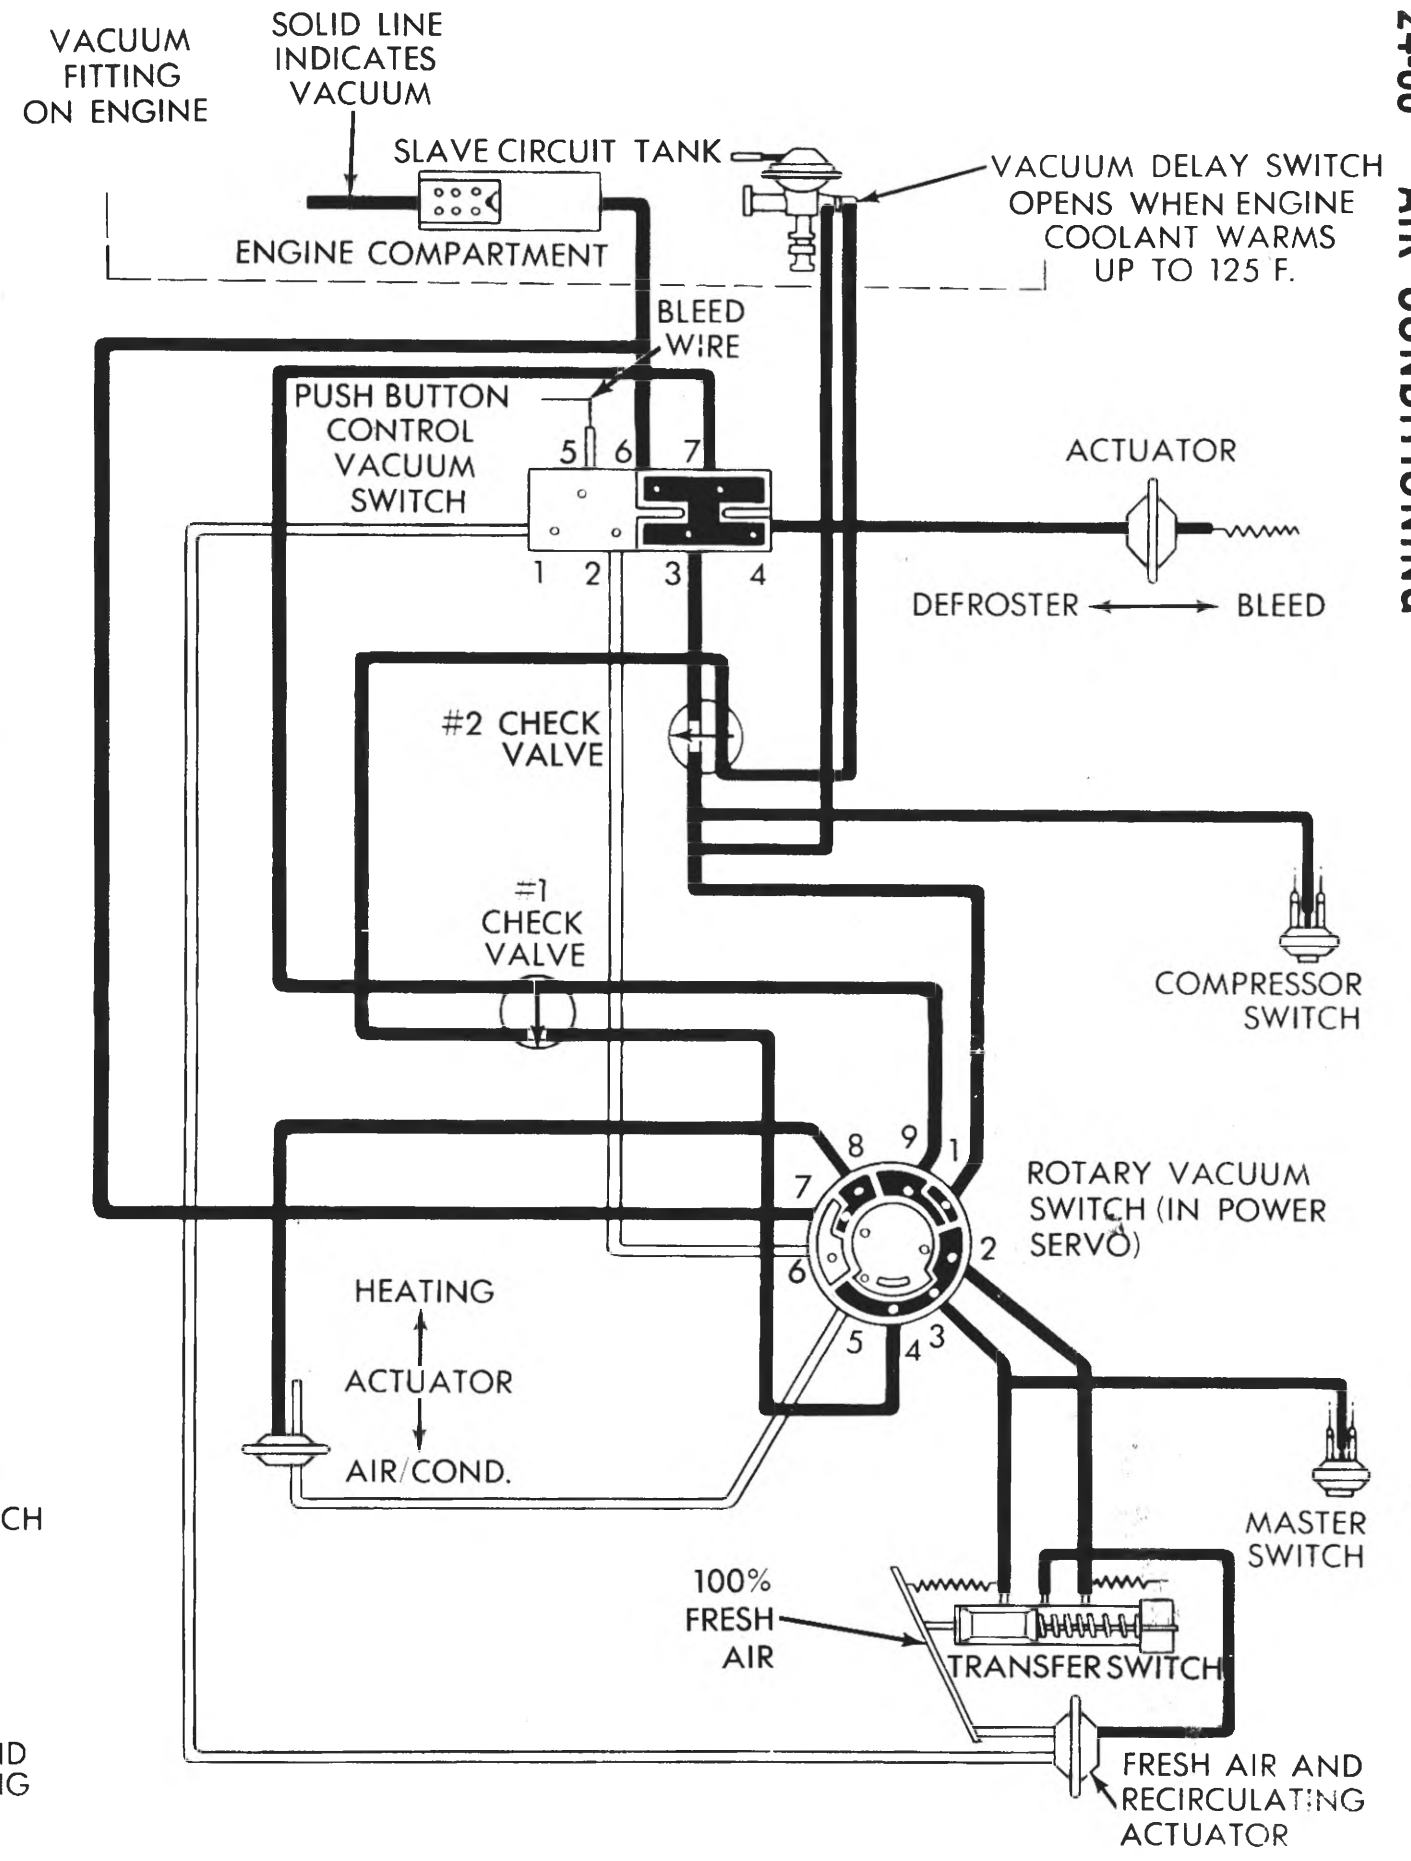 VACUUM
FITTING
ON ENGINE
SOLID LINE
INDICATES
VACUUM
SLAVE CIRCUIT TANK
ENGINE COMPARTMENT
VACUUM DELAY SWITCH
OPENS WHEN ENGINE
COOLANT WARMS
UP TO 125 F.
AIR CONDITIONING
BLEED
WIRE
PUSH BUTTON
CONTROL
VACUUM
SWITCH
5 6 7
1 2 3 4
ACTUATOR
DEFROSTER
BLEED
#2 CHECK
VALVE
#1
CHECK
VALVE
COMPRESSOR
SWITCH
8 9 1
7
2
6
5 4 3
ROTARY VACUUM
SWITCH (IN POWER
SERVO)
HEATING
ACTUATOR
AIR/COND.
CH
MASTER
SWITCH
100%
FRESH
AIR
TRANSFER SWITCH
ND
NG
FRESH AIR AND
RECIRCULATING
ACTUATOR